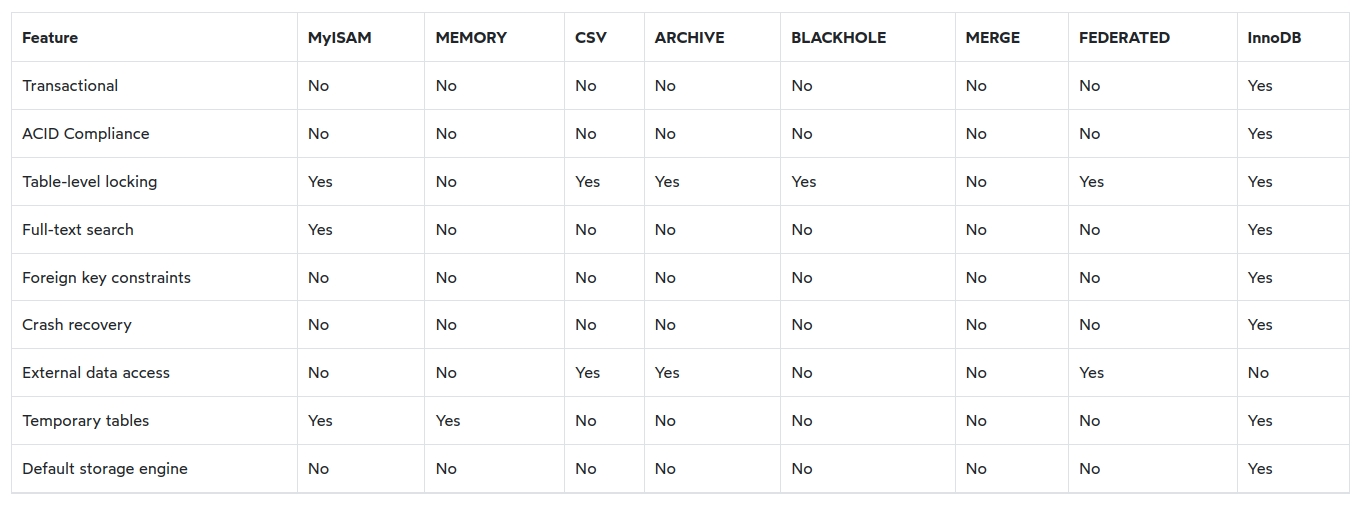 Feature MyISAM MEMORY CSV ARCHIVE BLACKHOLE MERGE FEDERATED InnoDB
Transactional No No No No No No No Yes
ACID Compliance No No No No No No No Yes
Table-level locking Yes No Yes Yes Yes No Yes Yes
Full-text search Yes No No No No No No Yes
Foreign key constraints No No No No No No No Yes
Crash recovery No No No No No No No Yes
External data access No No Yes Yes No No Yes No
Temporary tables Yes Yes No No No No No Yes
Default storage engine No No No No No No No Yes